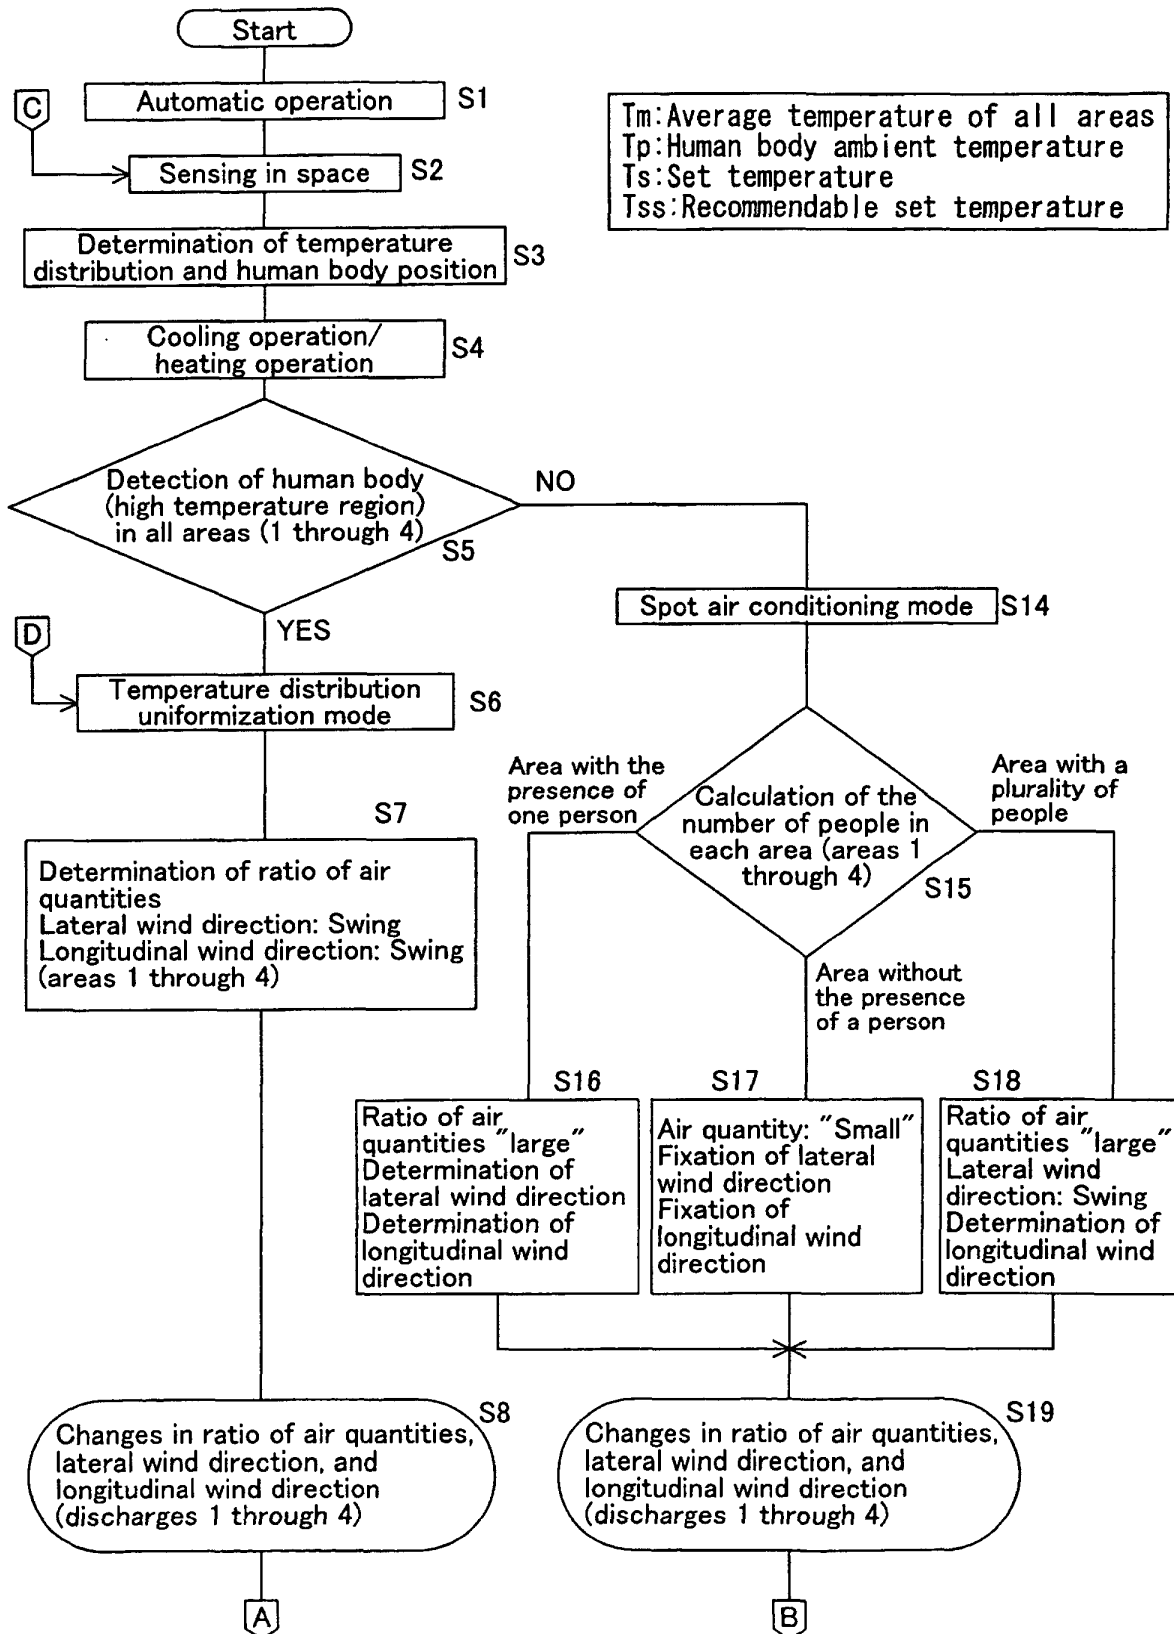 Start
C
Automatic operation
S1
Tm:Average temperature of all areas
Tp:Human body ambient temperature
Ts:Set temperature
Tss:Recommendable set temperature
Sensing in space
S2
Determination of temperature
distribution and human body position
S3
Cooling operation/
heating operation
S4
Detection of human body
(high temperature region)
in all areas (1 through 4)
S5
NO
YES
Spot air conditioning mode
S14
D
Temperature distribution
uniformization mode
S6
Area with the
presence of
one person
Calculation of the
number of people in
each area (areas 1
through 4)
S15
Area with a
plurality of
people
Area without
the presence
of a person
S7
Determination of ratio of air
quantities
Lateral wind direction: Swing
Longitudinal wind direction: Swing
(areas 1 through 4)
S16
Ratio of air
quantities "large"
Determination of
lateral wind direction
Determination of
longitudinal wind
direction
S17
Air quantity: "Small"
Fixation of lateral
wind direction
Fixation of
longitudinal wind
direction
S18
Ratio of air
quantities "large"
Lateral wind
direction: Swing
Determination of
longitudinal wind
direction
S8
Changes in ratio of air quantities,
lateral wind direction, and
longitudinal wind direction
(discharges 1 through 4)
S19
Changes in ratio of air quantities,
lateral wind direction, and
longitudinal wind direction
(discharges 1 through 4)
A
B